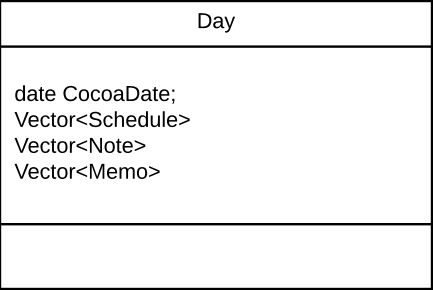 Day
date CocoaDate;
Vector<Schedule>
Vector<Note>
Vector<Memo>